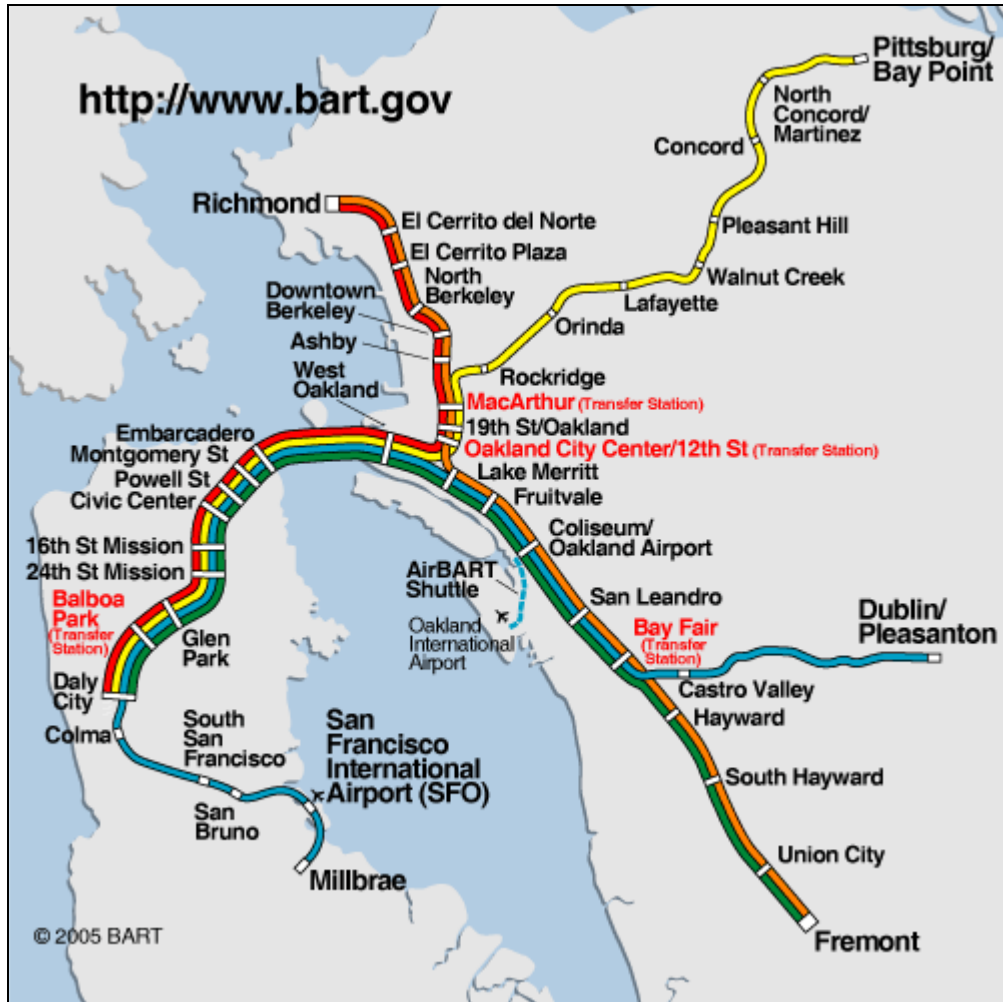 http://www.bart.gov
Pittsburg/
Bay Point
North
Concord/
Martinez
Concord
Richmond
El Cerrito del Norte
Pleasant Hill
El Cerrito Plaza
North
Berkeley
Walnut Creek
Downtown
Berkeley
Lafayette
Orinda
Ashby
West
Oakland
Rockridge
MacArthur (Transfer Station)
19th St/Oakland
Oakland City Center/12th St (Transfer Station)
Embarcadero
Montgomery St
Powell St
Civic Center
Lake Merritt
Fruitvale
Coliseum/
Oakland Airport
16th St Mission
24th St Mission
AirBART
Shuttle
Balboa
Park
(Transfer
Station)
San Leandro
Dublin/
Pleasanton
Glen
Park
Oakland
International
Airport
Bay Fair
(Transfer
Station)
Daly
City
Castro Valley
Colma
South
San
Francisco
San
Francisco
International
Airport (SFO)
Hayward
South Hayward
San
Bruno
Union City
Millbrae
© 2005 BART
Fremont